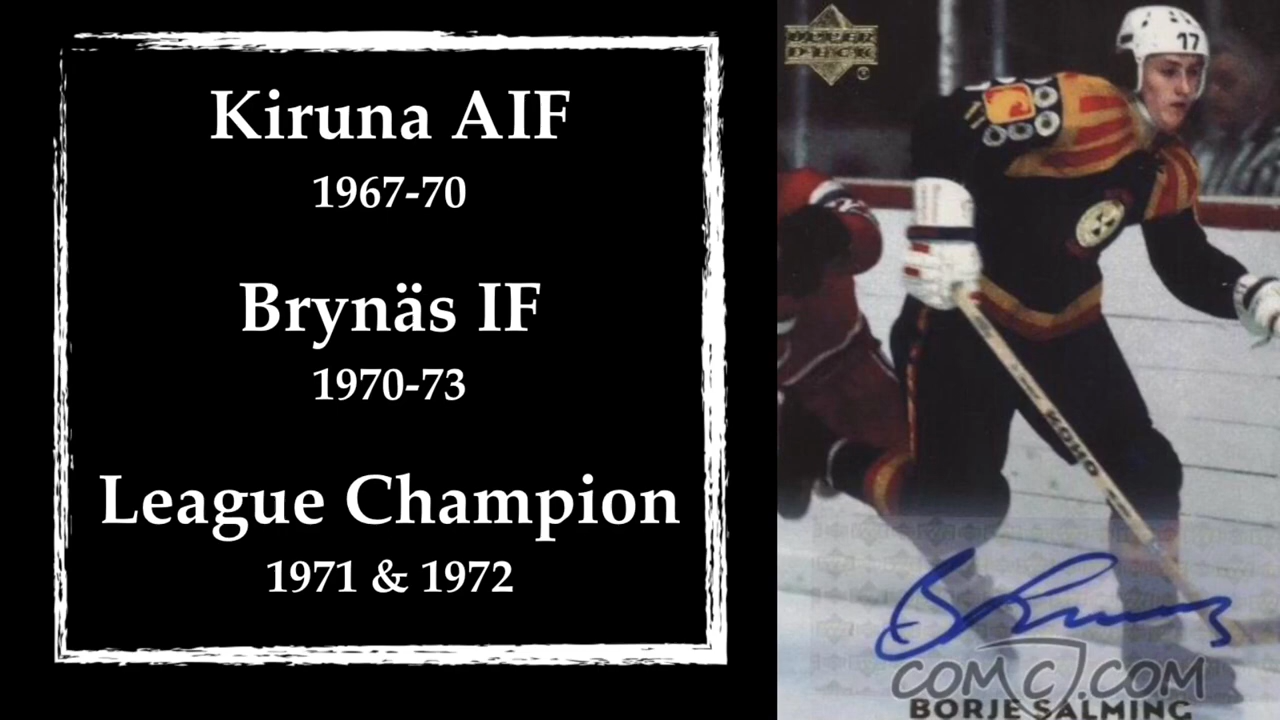 Kiruna AIF
1967-70
Brynäs IF
1970-73
League Champion
1971 & 1972
UPPER
DECK
17
KOHO
COMC.COM
BORJE SALMING